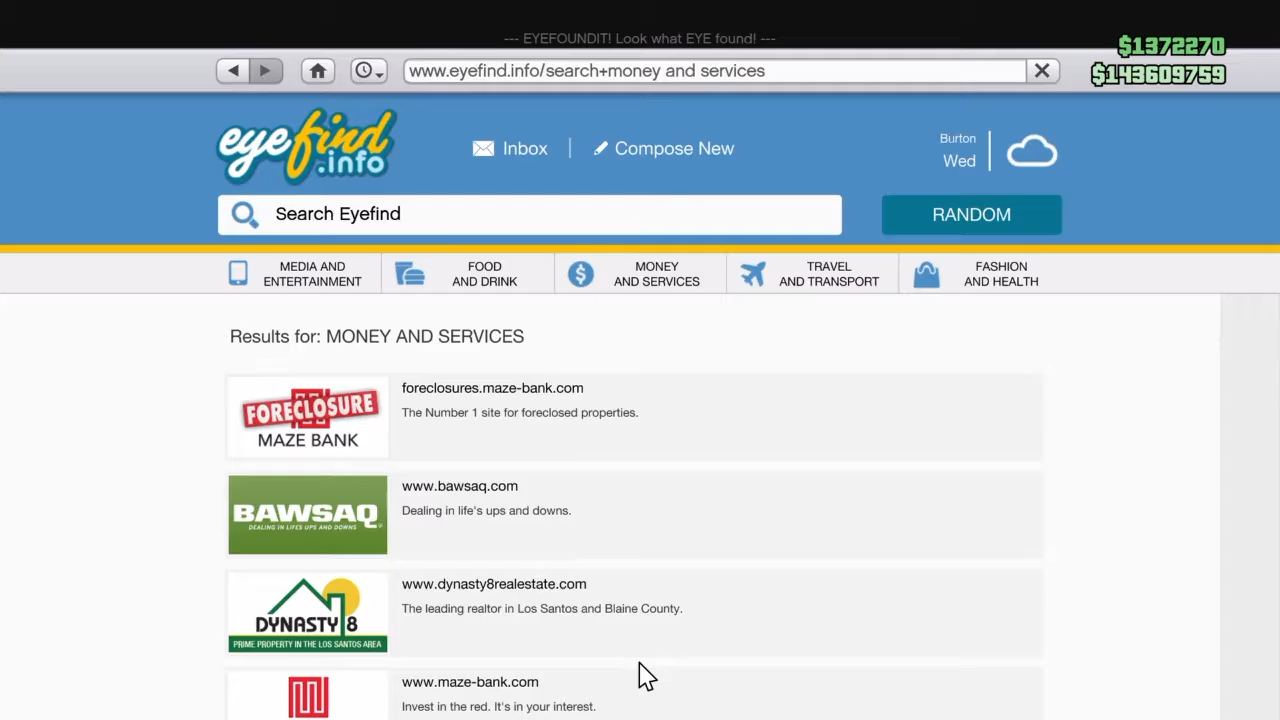 --- EYEFOUNDIT! Look what EYE found! ---
$1372270
$143609759
www.eyefind.info/search+money and services
eyefind
.info
Inbox
Compose New
Burton
Wed
Search Eyefind
RANDOM
MEDIA AND
ENTERTAINMENT
FOOD
AND DRINK
MONEY
AND SERVICES
TRAVEL
AND TRANSPORT
FASHION
AND HEALTH
Results for: MONEY AND SERVICES
FORECLOSURE
MAZE BANK
foreclosures.maze-bank.com
The Number 1 site for foreclosed properties.
BAWSAQ
DEALING IN LIFES UPS AND DOWNS
www.bawsaq.com
Dealing in life's ups and downs.
DYNASTY 8
PRIME PROPERTY IN THE LOS SANTOS AREA
www.dynasty8realestate.com
The leading realtor in Los Santos and Blaine County.
www.maze-bank.com
Invest in the red. It's in your interest.